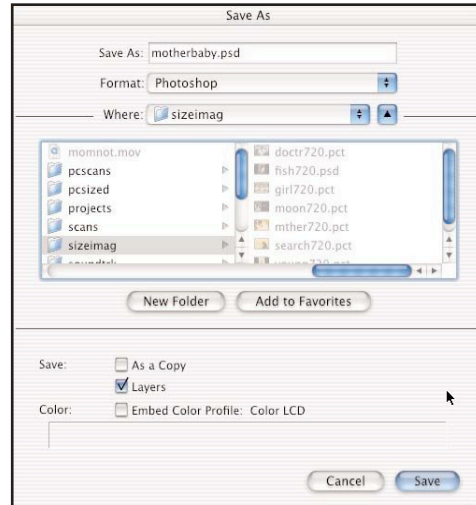 Save As
Save As: motherbaby.psd
Format: Photoshop
Where: sizeimag
momnot.mov
pcscans
pcsized
projects
scans
sizeimag
soundtrk
doctr720.pct
fish720.psd
girl720.pct
moon720.pct
mther720.pct
search720.pct
New Folder
Add to Favorites
Save: As a Copy
Layers
Color: Embed Color Profile: Color LCD
Cancel
Save